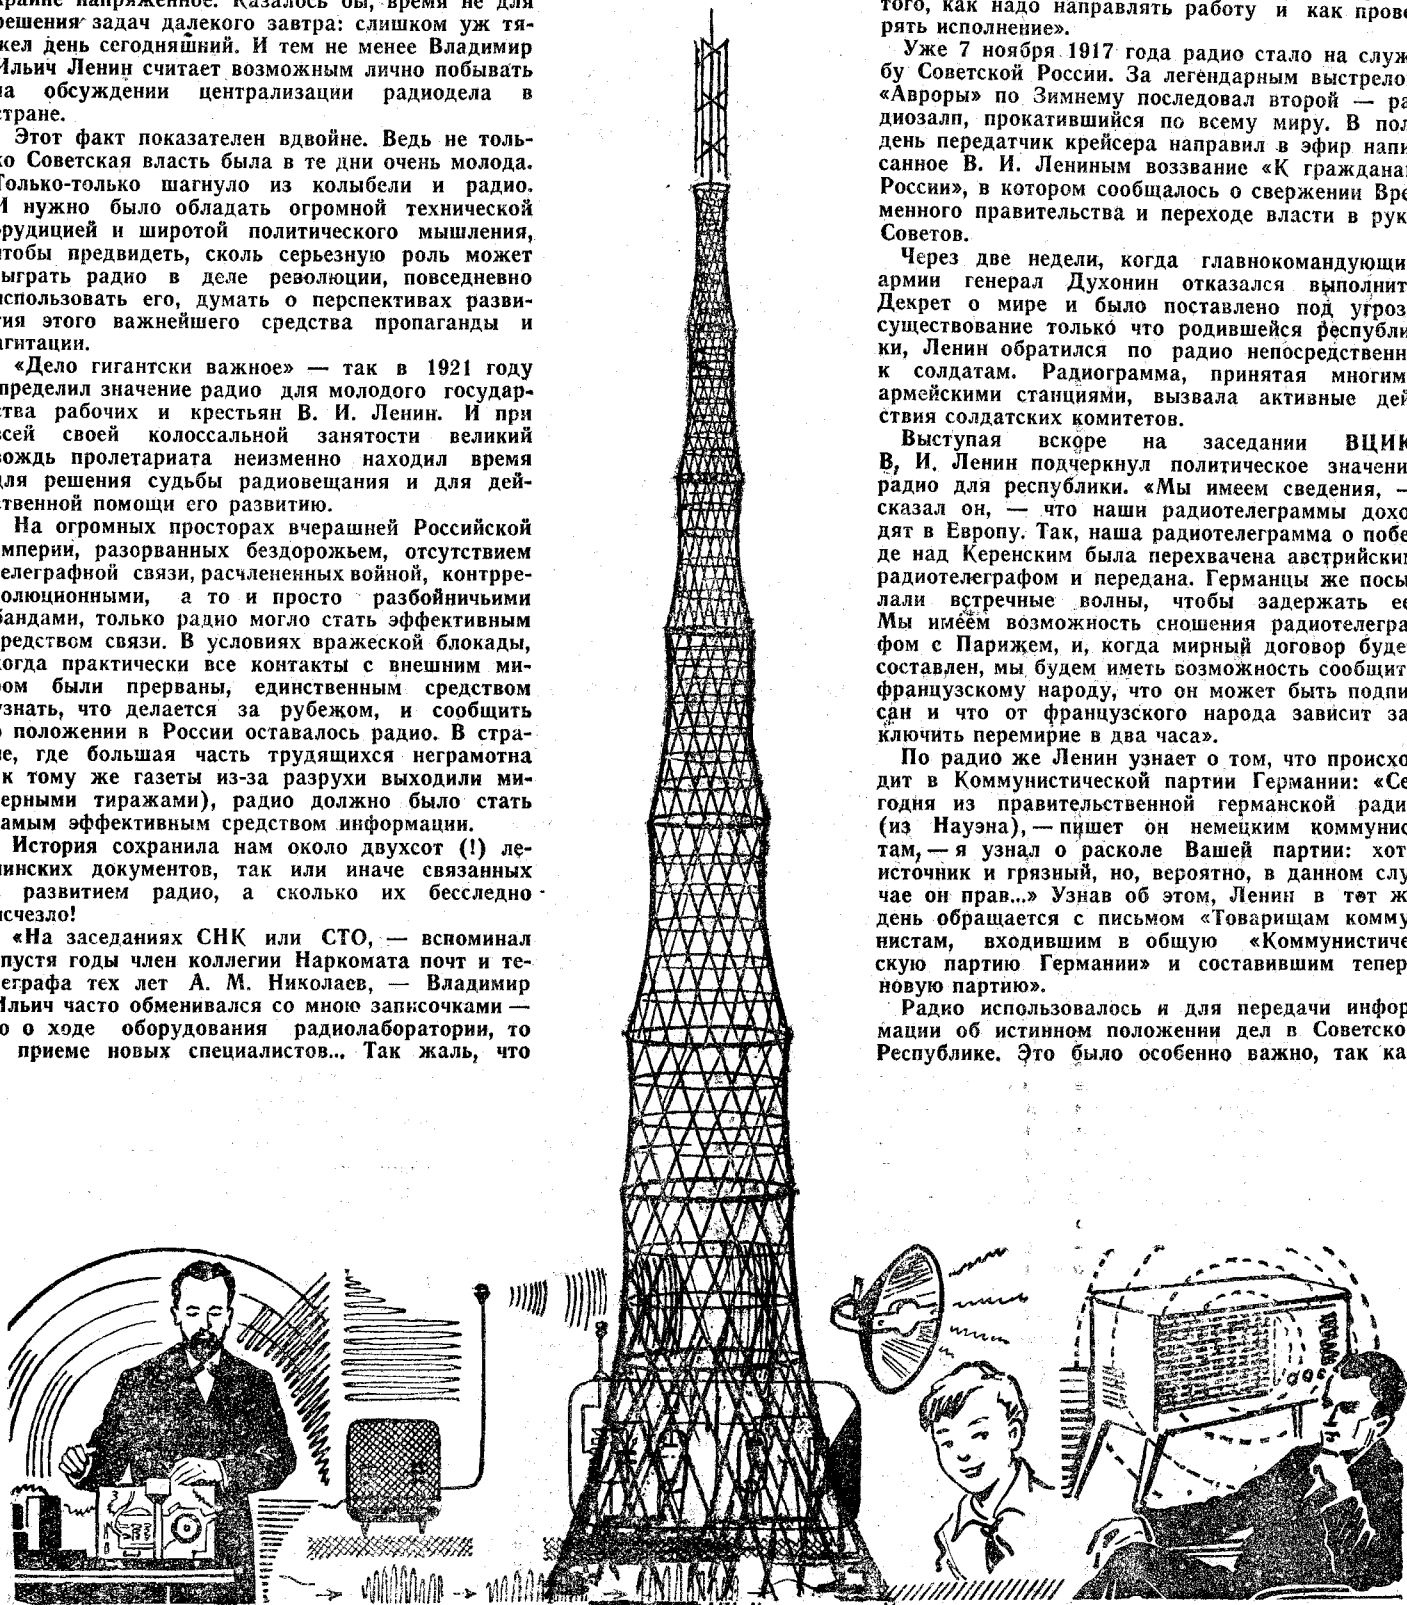 крайне напряженное. Казалось бы, время не для
решения задач далекого завтра: слишком уж тя-
жел день сегодняшний. И тем не менее Владимир
Ильич Ленин считает возможным лично побывать
на обсуждении централизации радиодела в
стране.
Этот факт показателен вдвойне. Ведь не толь-
ко Советская власть была в те дни очень молода.
Только-только шагнуло из колыбели и радио.
И нужно было обладать огромной технической
эрудицией и широтой политического мышления,
чтобы предвидеть, сколь серьезную роль может
сыграть радио в деле революции, повседневно
использовать его, думать о перспективах разви-
тия этого важнейшего средства пропаганды и
агитации.
«Дело гигантски важное» — так в 1921 году
определил значение радио для молодого государ-
ства рабочих и крестьян В. И. Ленин. И при
всей своей колоссальной занятости великий
вождь пролетариата неизменно находил время
для решения судьбы радиовещания и для дей-
ственной помощи его развитию.
На огромных просторах вчерашней Российской
империи, разорванных бездорожьем, отсутствием
телеграфной связи, расчлененных войной, контрре-
волюционными, а то и просто разбойничьими
бандами, только радио могло стать эффективным
средством связи. В условиях вражеской блокады,
когда практически все контакты с внешним ми-
ром были прерваны, единственным средством
узнать, что делается за рубежом, и сообщить
о положении в России оставалось радио. В стра-
не, где большая часть трудящихся неграмотна
к тому же газеты из-за разрухи выходили ми-
зерными тиражами), радио должно было стать
самым эффективным средством информации.
История сохранила нам около двухсот (!) ле-
нинских документов, так или иначе связанных
с развитием радио, а сколько их бесследно
исчезло!
«На заседаниях СНК или СТО, — вспоминал
спустя годы член коллегии Наркомата почт и те-
леграфа тех лет А. М. Николаев, — Владимир
Ильич часто обменивался со мною записочками —
то о ходе оборудования радиолаборатории, то
о приеме новых специалистов... Так жаль, что
того, как надо направлять работу и как прове
рять исполнение».
Уже 7 ноября 1917 года радио стало на служ
бу Советской России. За легендарным выстрело
«Авроры» по Зимнему последовал второй — ра
диозалп, прокатившийся по всему миру. В пол
день передатчик крейсера направил в эфир напи
санное В. И. Лениным воззвание «К граждана
России», в котором сообщалось о свержении Вре
менного правительства и переходе власти в рук
Советов.
Через две недели, когда главнокомандующи
армии генерал Духонин отказался выполнит
Декрет о мире и было поставлено под угроз
существование только что родившейся республи
ки, Ленин обратился по радио непосредственн
к солдатам. Радиограмма, принятая многим
армейскими станциями, вызвала активные дей
ствия солдатских комитетов.
Выступая вскоре на заседании ВЦИК
В. И. Ленин подчеркнул политическое значени
радио для республики. «Мы имеем сведения, —
сказал он, — что наши радиотелеграммы дохо
дят в Европу. Так, наша радиотелеграмма о побе
де над Керенским была перехвачена австрийски
радиотелеграфом и передана. Германцы же посы
лали встречные волны, чтобы задержать ее
Мы имеем возможность сношения радиотелегра
фом с Парижем, и, когда мирный договор буде
составлен, мы будем иметь возможность сообщит
французскому народу, что он может быть подпи
сан и что от французского народа зависит за
ключить перемирие в два часа».
По радио же Ленин узнает о том, что происхо
дит в Коммунистической партии Германии: «Се
годня из правительственной германской ради
(из Науэна), — пишет он немецким коммунис
там, — я узнал о расколе Вашей партии: хот
источник и грязный, но, вероятно, в данном слу
чае он прав...» Узнав об этом, Ленин в тот ж
день обращается с письмом «Товарищам комму
нистам, входившим в общую «Коммунистиче
скую партию Германии» и составившим тепер
новую партию».
Радио использовалось и для передачи инфор
мации об истинном положении дел в Советско
Республике. Это было особенно важно, так ка